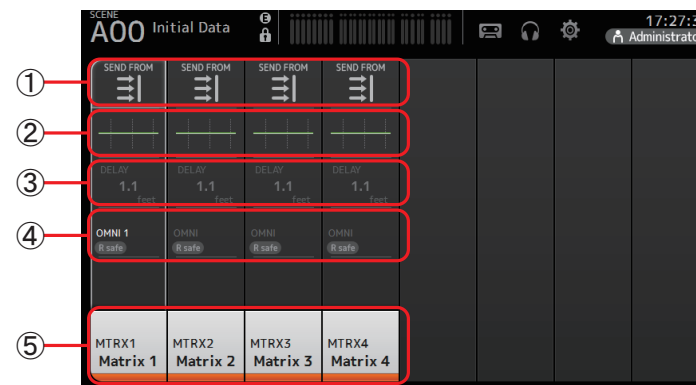 SCENE
A00 Initial Data
E
17:27:3
Administrato
① SEND FROM SEND FROM SEND FROM SEND FROM
②
③ DELAY DELAY DELAY DELAY
1.1 1.1 1.1 1.1
feet feet feet feet
④ OMNI 1 OMNI OMNI OMNI
R safe R safe R safe R safe
⑤ MTRX1 MTRX2 MTRX3 MTRX4
Matrix 1 Matrix 2 Matrix 3 Matrix 4